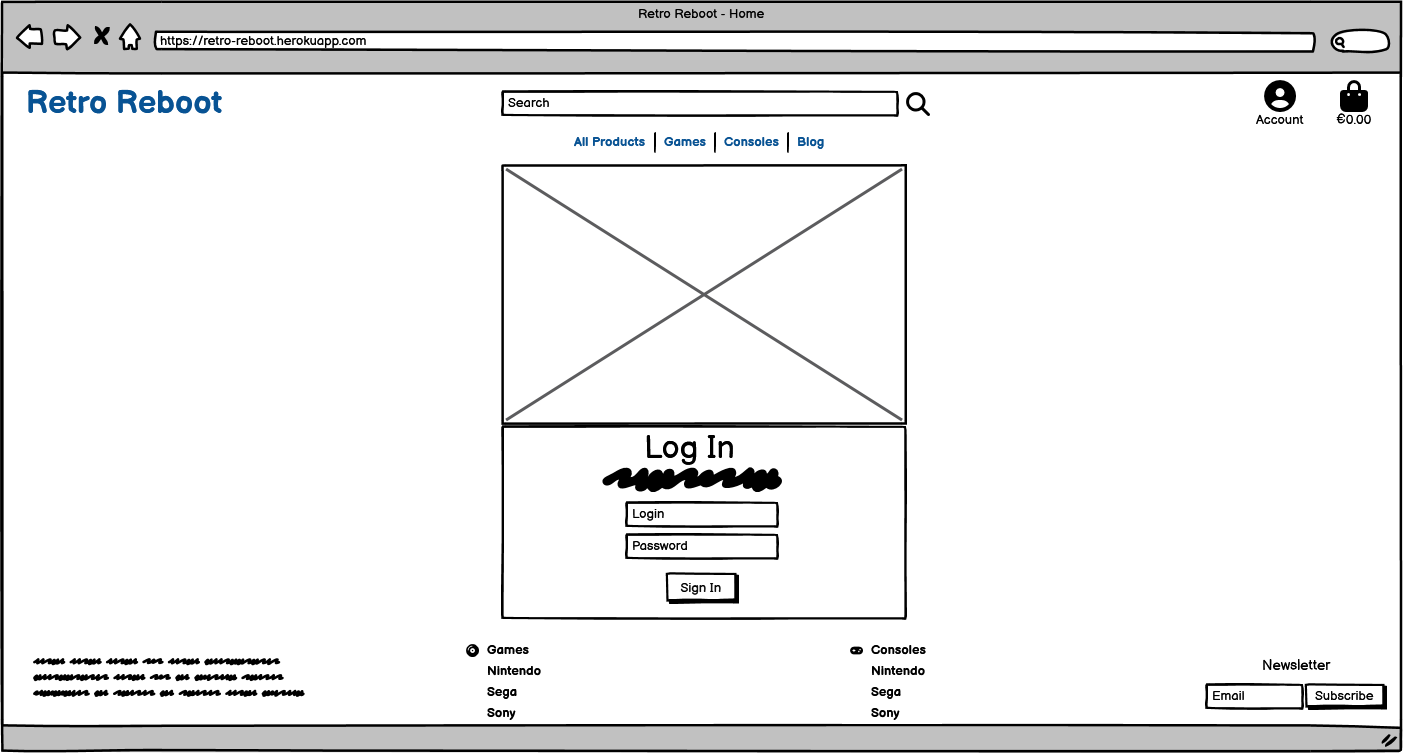 Retro Reboot - Home
https://retro-reboot.herokuapp.com
Retro Reboot
Search
Account
€0.00
All Products
Games
Consoles
Blog
Log In
Login
Password
Sign In
Games
Nintendo
Sega
Sony
Consoles
Nintendo
Sega
Sony
Newsletter
Email
Subscribe